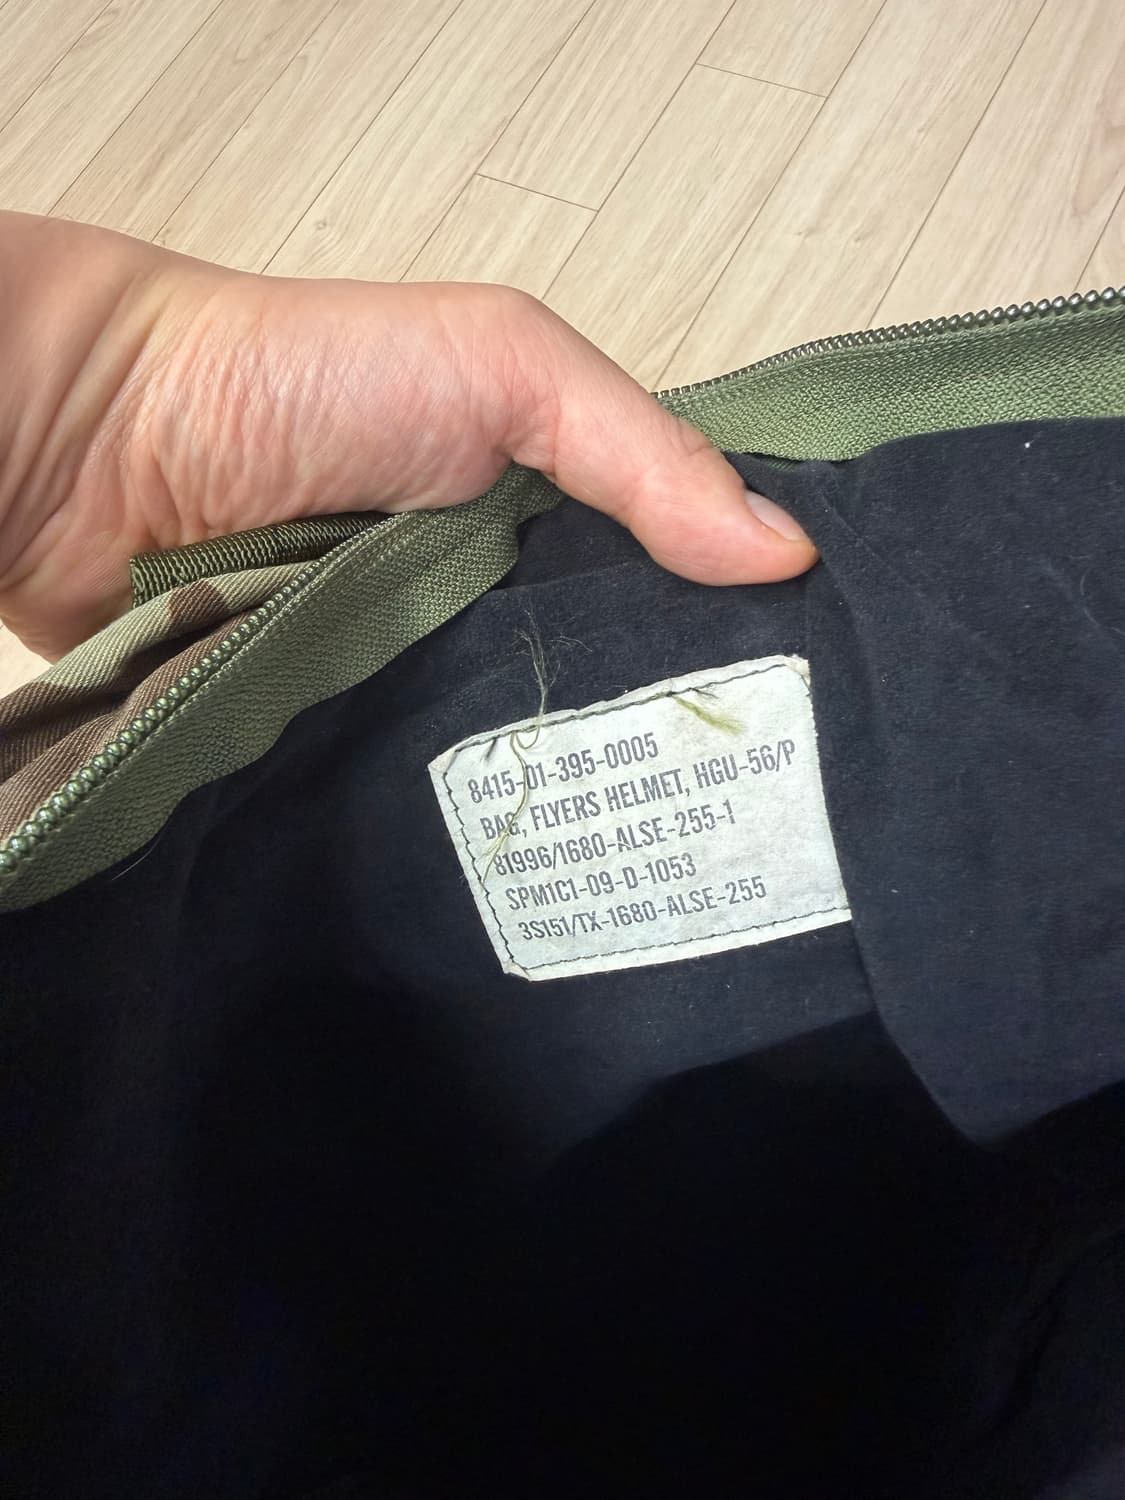 8415-01-395-0005
BAG, FLYERS HELMET, HGU-56/P
81996/1680-ALSE-255-1
SPM1C1-09-D-1053
3S151/TX-1680-ALSE-255